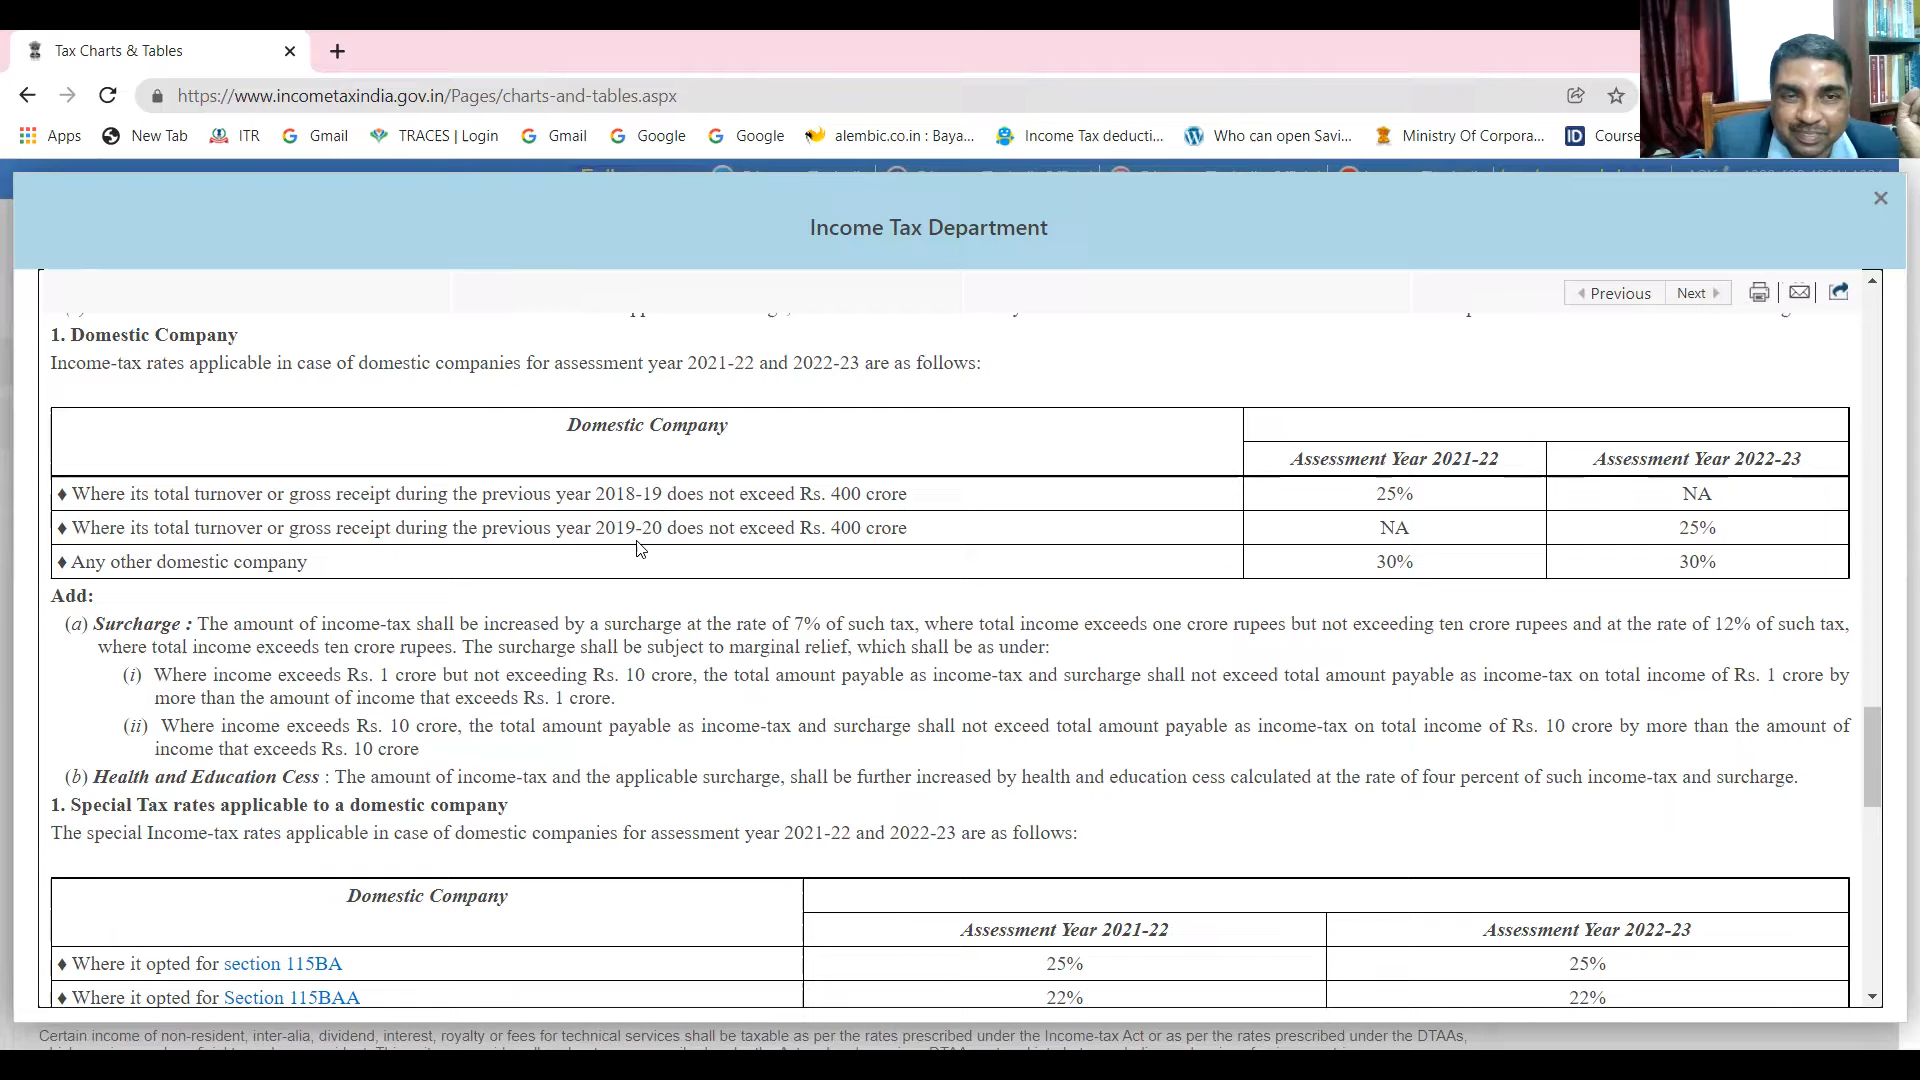 Tax Charts & Tables
https://www.incometaxindia.gov.in/Pages/charts-and-tables.aspx
Apps New Tab ITR Gmail TRACES | Login Gmail Google Google alembic.co.in : Baya... Income Tax deducti... Who can open Savi... Ministry Of Corpora... ID Course
Income Tax Department
Previous Next
1. Domestic Company
Income-tax rates applicable in case of domestic companies for assessment year 2021-22 and 2022-23 are as follows:
Domestic Company
Assessment Year 2021-22 Assessment Year 2022-23
♦ Where its total turnover or gross receipt during the previous year 2018-19 does not exceed Rs. 400 crore 25% NA
♦ Where its total turnover or gross receipt during the previous year 2019-20 does not exceed Rs. 400 crore NA 25%
♦ Any other domestic company 30% 30%
Add:
(a) Surcharge : The amount of income-tax shall be increased by a surcharge at the rate of 7% of such tax, where total income exceeds one crore rupees but not exceeding ten crore rupees and at the rate of 12% of such tax,
where total income exceeds ten crore rupees. The surcharge shall be subject to marginal relief, which shall be as under:
(i) Where income exceeds Rs. 1 crore but not exceeding Rs. 10 crore, the total amount payable as income-tax and surcharge shall not exceed total amount payable as income-tax on total income of Rs. 1 crore by
more than the amount of income that exceeds Rs. 1 crore.
(ii) Where income exceeds Rs. 10 crore, the total amount payable as income-tax and surcharge shall not exceed total amount payable as income-tax on total income of Rs. 10 crore by more than the amount of
income that exceeds Rs. 10 crore
(b) Health and Education Cess : The amount of income-tax and the applicable surcharge, shall be further increased by health and education cess calculated at the rate of four percent of such income-tax and surcharge.
1. Special Tax rates applicable to a domestic company
The special Income-tax rates applicable in case of domestic companies for assessment year 2021-22 and 2022-23 are as follows:
Domestic Company
Assessment Year 2021-22 Assessment Year 2022-23
♦ Where it opted for section 115BA 25% 25%
♦ Where it opted for Section 115BAA 22% 22%
Certain income of non-resident, inter-alia, dividend, interest, royalty or fees for technical services shall be taxable as per the rates prescribed under the Income-tax Act or as per the rates prescribed under the DTAAs,